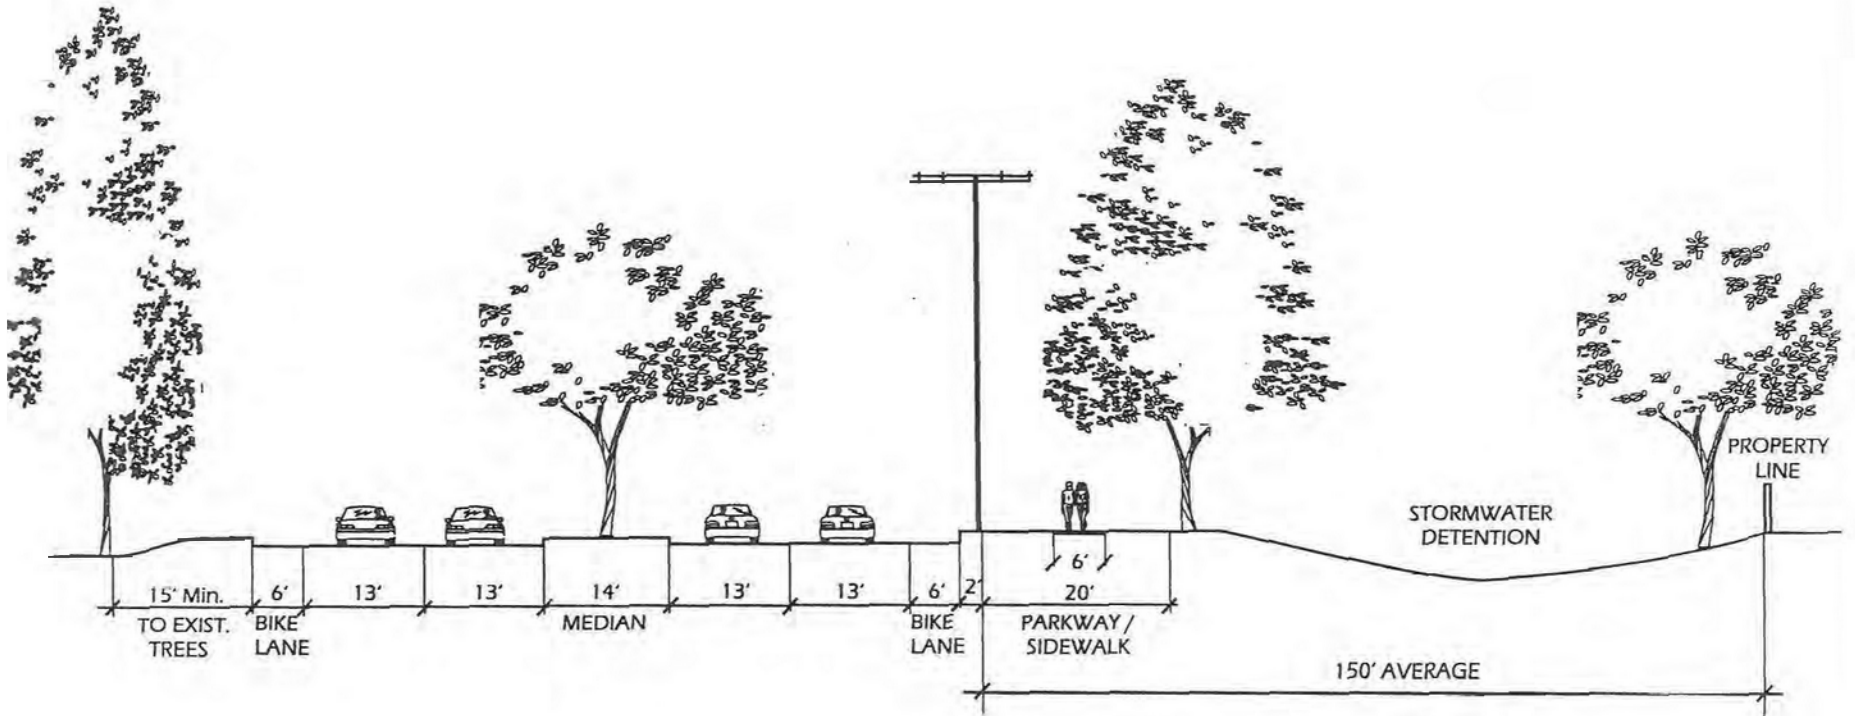 PROPERTY
LINE
STORMWATER
DETENTION
6'
15' Min.
6'
13'
13'
14'
13'
13'
6'
2'
20'
TO EXIST.
TREES
BIKE
LANE
MEDIAN
BIKE
LANE
PARKWAY /
SIDEWALK
150' AVERAGE